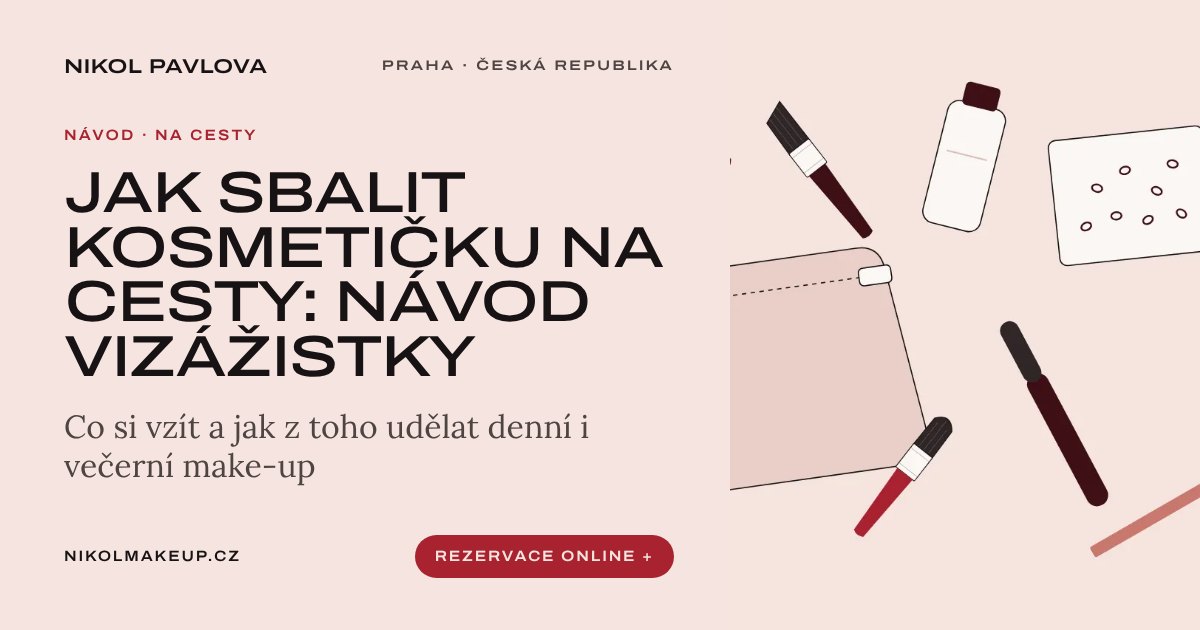 NIKOL PAVLOVA
PRAHA · ČESKÁ REPUBLIKA
NÁVOD · NA CESTY
JAK SBALIT
KOSMETIČKU NA
CESTY: NÁVOD
VIZÁŽISTKY
Co si vzít a jak z toho udělat denní i
večerní make-up
NIKOLMAKEUP.CZ
REZERVACE ONLINE +